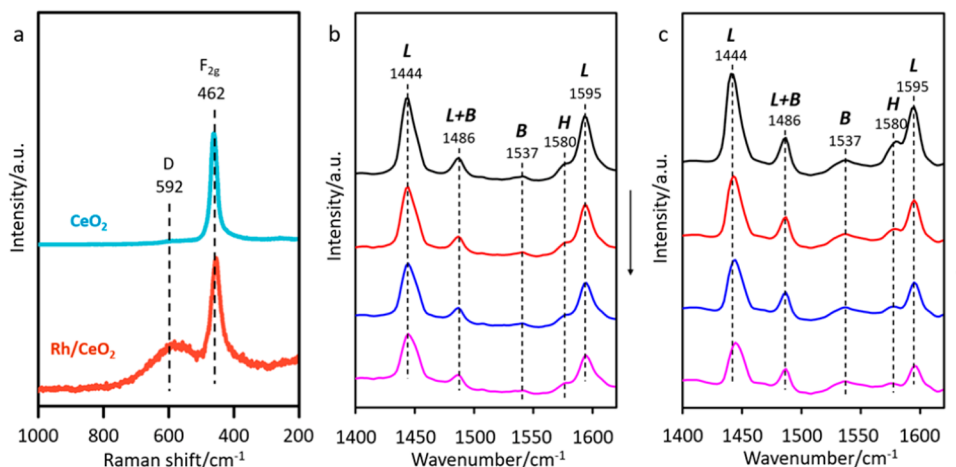 a
F2g
462
D
592
CeO2
Rh/CeO2
Intensity/a.u.
1000 800 600 400 200
Raman shift/cm-1
b
L
1444
L+B
1486
B
1537
H
1580
L
1595
Intensity/a.u.
1400 1450 1500 1550 1600
Wavenumber/cm-1
c
L
1444
L+B
1486
B
1537
H
1580
L
1595
Intensity/a.u.
1400 1450 1500 1550 1600
Wavenumber/cm-1